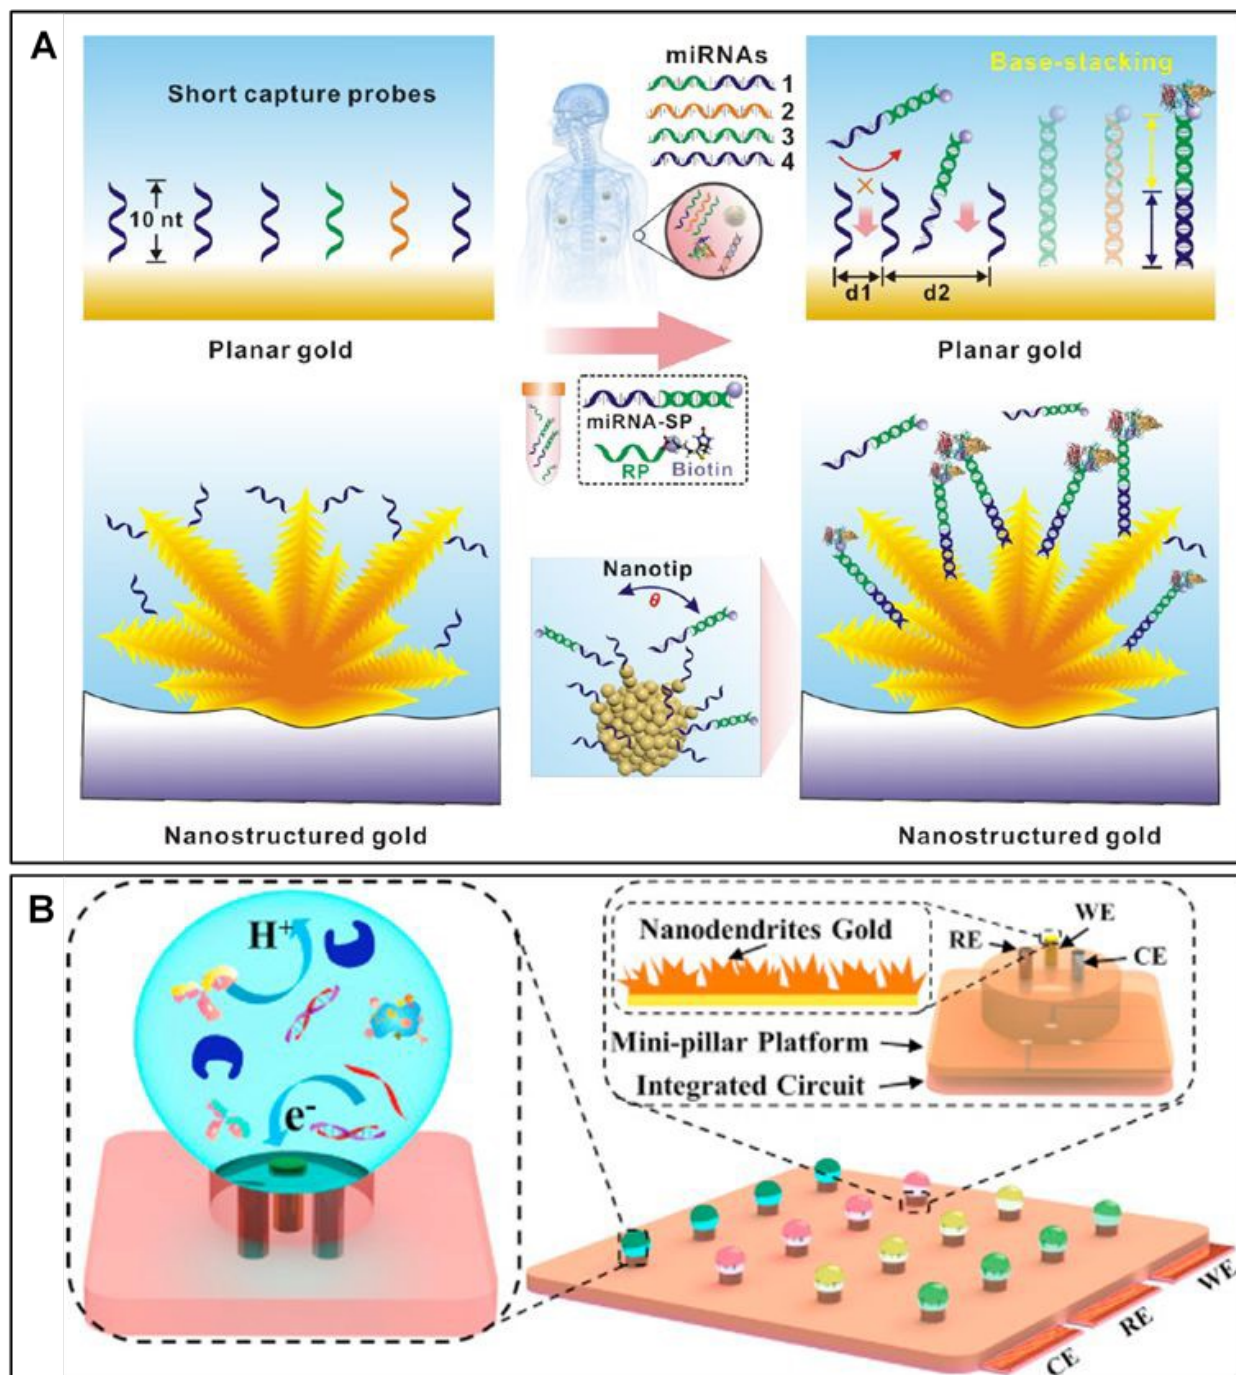 A
Short capture probes
10 nt
Planar gold
miRNAs
1
2
3
4
Base-stacking
×
d1
d2
Planar gold
miRNA-SP
RP
Biotin
Nanotip
θ
Nanostructured gold
Nanostructured gold
B
H+
e-
Nanodendrites Gold
RE
WE
CE
Mini-pillar Platform
Integrated Circuit
WE
RE
CE